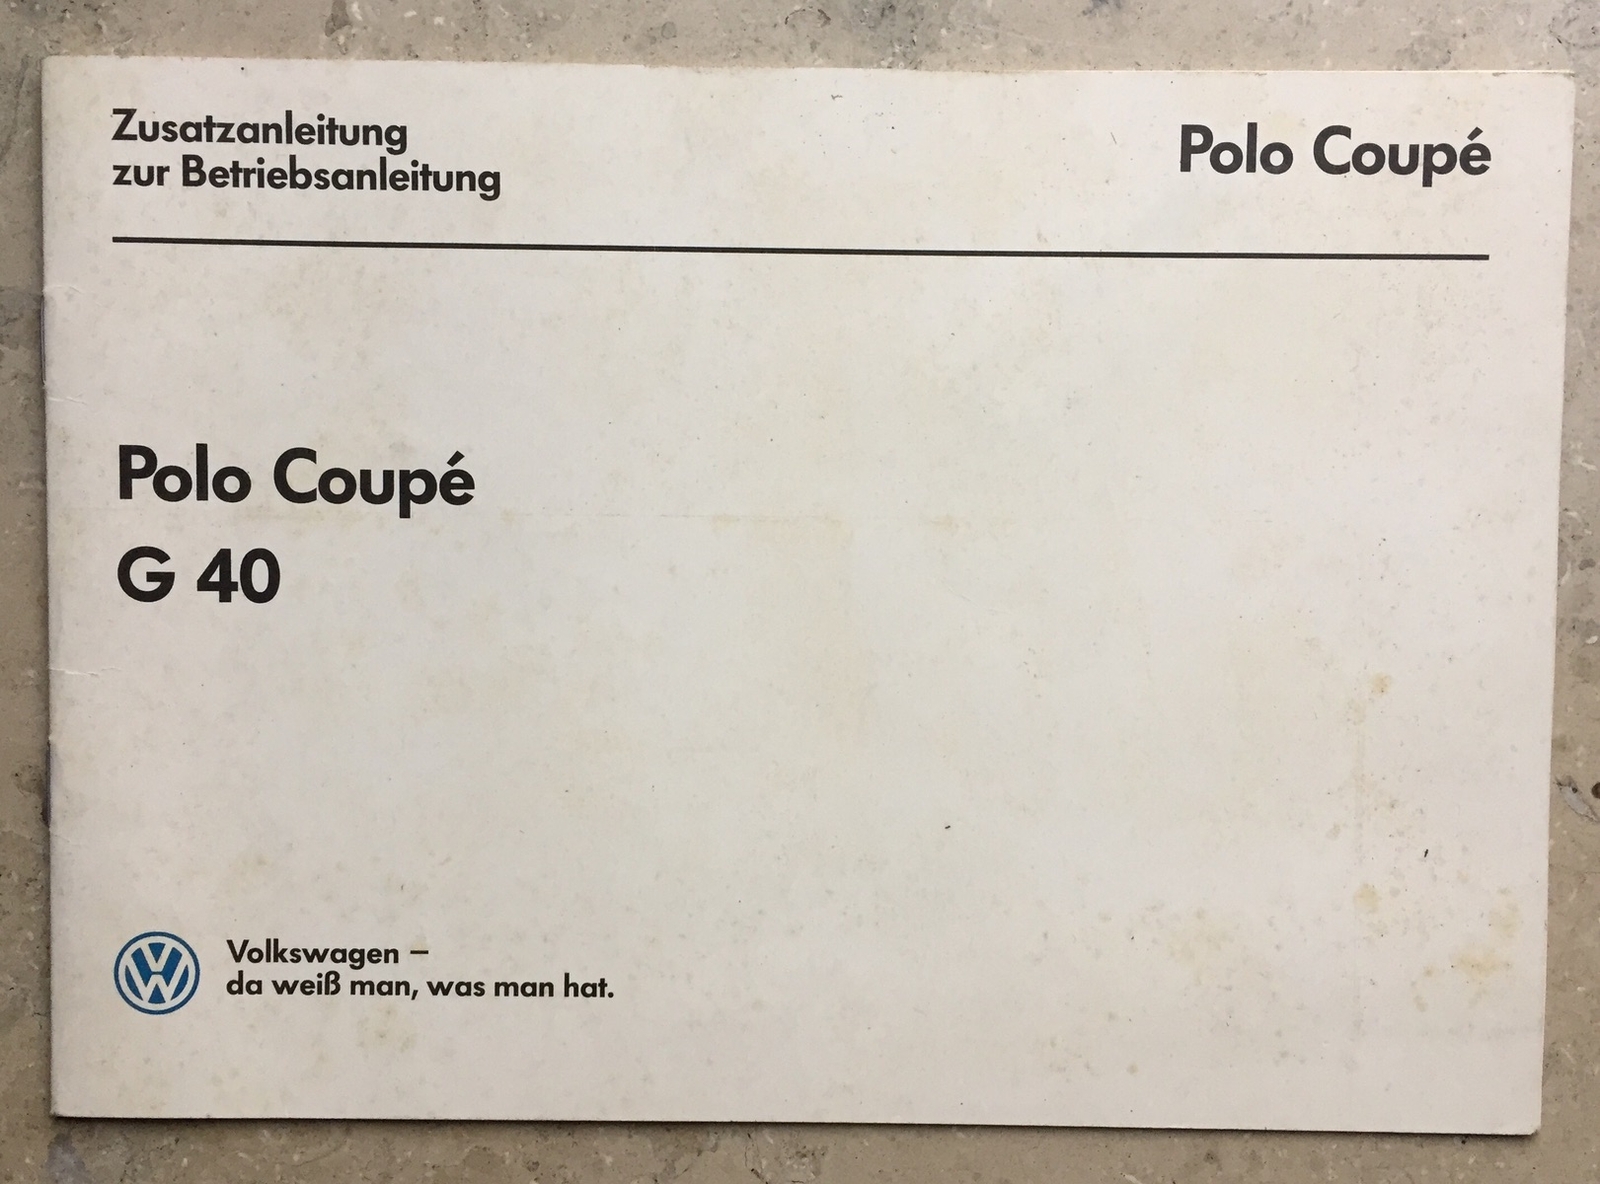 Zusatzanleitung
zur Betriebsanleitung
Polo Coupé
Polo Coupé
G 40
Volkswagen –
da weiß man, was man hat.